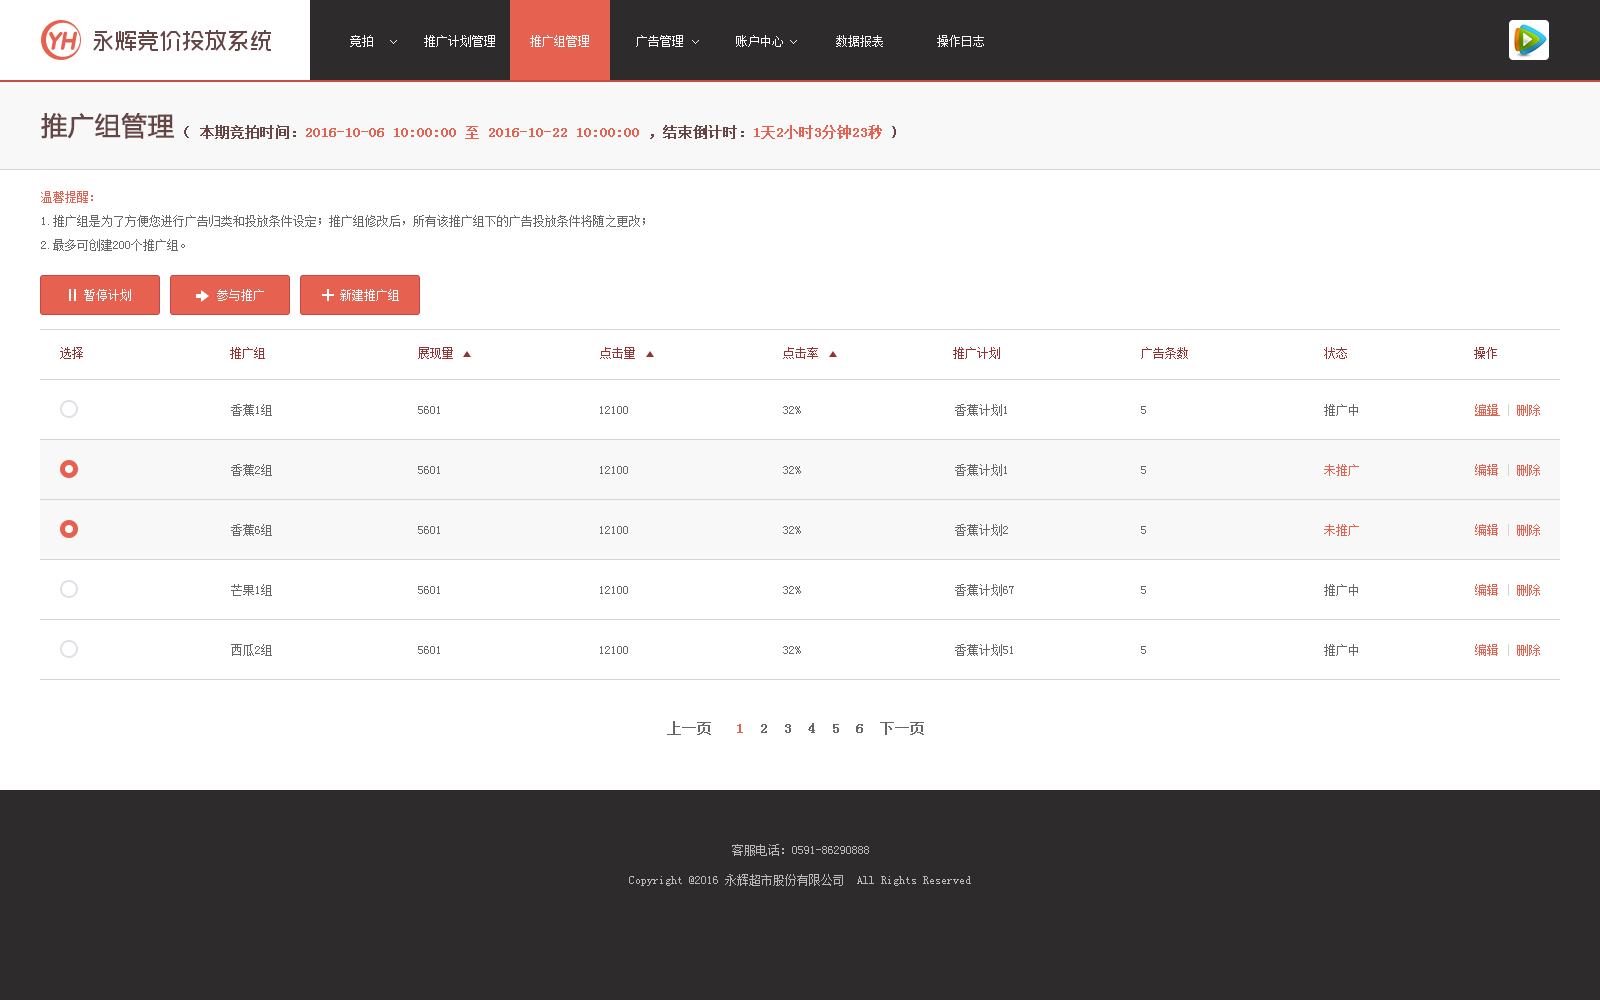 YH 永辉竞价投放系统 竞拍 推广计划管理 推广组管理 广告管理 账户中心 数据报表 操作日志
推广组管理 ( 本期竞拍时间：2016-10-06 10:00:00 至 2016-10-22 10:00:00 ，结束倒计时：1天2小时3分钟23秒 )
温馨提醒：
1.推广组是为了方便您进行广告归类和投放条件设定；推广组修改后，所有该推广组下的广告投放条件将随之更改；
2.最多可创建200个推广组。
暂停计划 参与推广 新建推广组
选择 推广组 展现量 ▲ 点击量 ▲ 点击率 ▲ 推广计划 广告条数 状态 操作
香蕉1组 5601 12100 32% 香蕉计划1 5 推广中 编辑 | 删除
香蕉2组 5601 12100 32% 香蕉计划1 5 未推广 编辑 | 删除
香蕉6组 5601 12100 32% 香蕉计划2 5 未推广 编辑 | 删除
芒果1组 5601 12100 32% 香蕉计划67 5 推广中 编辑 | 删除
西瓜2组 5601 12100 32% 香蕉计划51 5 推广中 编辑 | 删除
上一页 1 2 3 4 5 6 下一页
客服电话：0591-86290888
Copyright @2016 永辉超市股份有限公司 All Rights Reserved